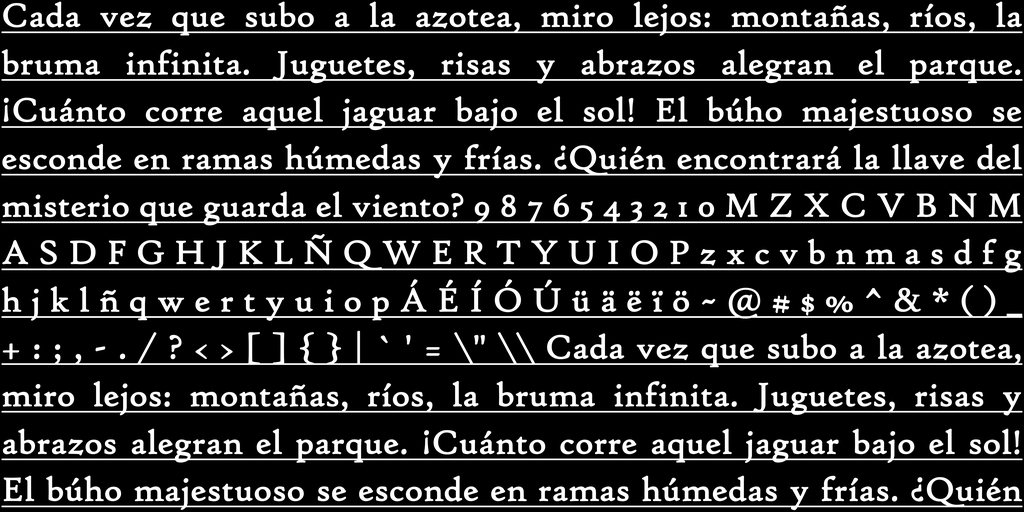 Cada vez que subo a la azotea, miro lejos: montañas, ríos, la
bruma infinita. Juguetes, risas y abrazos alegran el parque.
¡Cuánto corre aquel jaguar bajo el sol! El búho majestuoso se
esconde en ramas húmedas y frías. ¿Quién encontrará la llave del
misterio que guarda el viento? 9 8 7 6 5 4 3 2 1 0 M Z X C V B N M
A S D F G H J K L Ñ Q W E R T Y U I O P z x c v b n m a s d f g
h j k l ñ q w e r t y u i o p Á É Í Ó Ú ü ä ë ï ö ~ @ # $ % ^ & * ( ) _
+ : ; , - . / ? < > [ ] { } | ` ' = \" \\ Cada vez que subo a la azotea,
miro lejos: montañas, ríos, la bruma infinita. Juguetes, risas y
abrazos alegran el parque. ¡Cuánto corre aquel jaguar bajo el sol!
El búho majestuoso se esconde en ramas húmedas y frías. ¿Quién